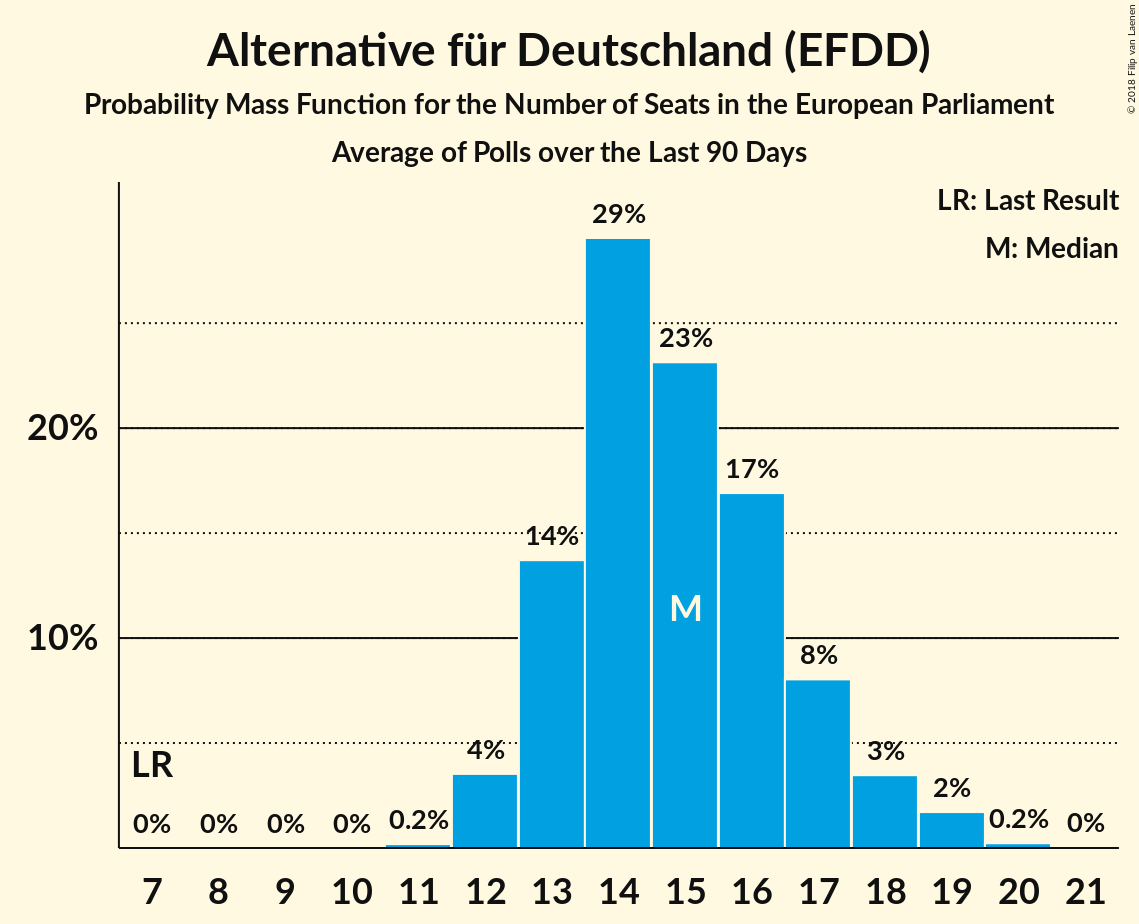 Alternative für Deutschland (EFDD)
Probability Mass Function for the Number of Seats in the European Parliament
Average of Polls over the Last 90 Days
© 2018 Filip van Laenen
LR: Last Result
M: Median
29%
23%
20%
17%
14%
M
10%
8%
LR
4%
3%
2%
0% 0% 0% 0% 0.2% 0.2% 0%
7 8 9 10 11 12 13 14 15 16 17 18 19 20 21